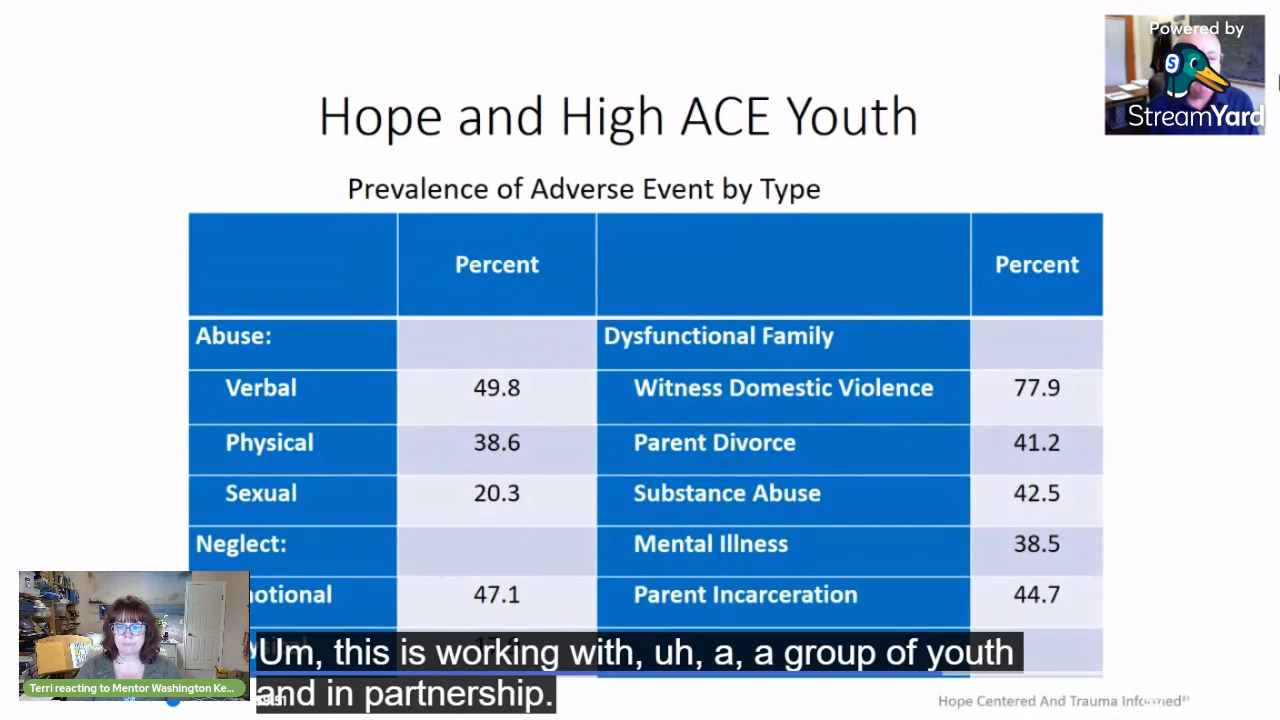 Powered by
StreamYard
Hope and High ACE Youth
Prevalence of Adverse Event by Type
Percent
Percent
Abuse:
Dysfunctional Family
Verbal
49.8
Witness Domestic Violence
77.9
Physical
38.6
Parent Divorce
41.2
Sexual
20.3
Substance Abuse
42.5
Neglect:
Mental Illness
38.5
otional
47.1
Parent Incarceration
44.7
Um, this is working with, uh, a, a group of youth
and in partnership.
Terri reacting to Mentor Washington Ke...
Hope Centered And Trauma Informed